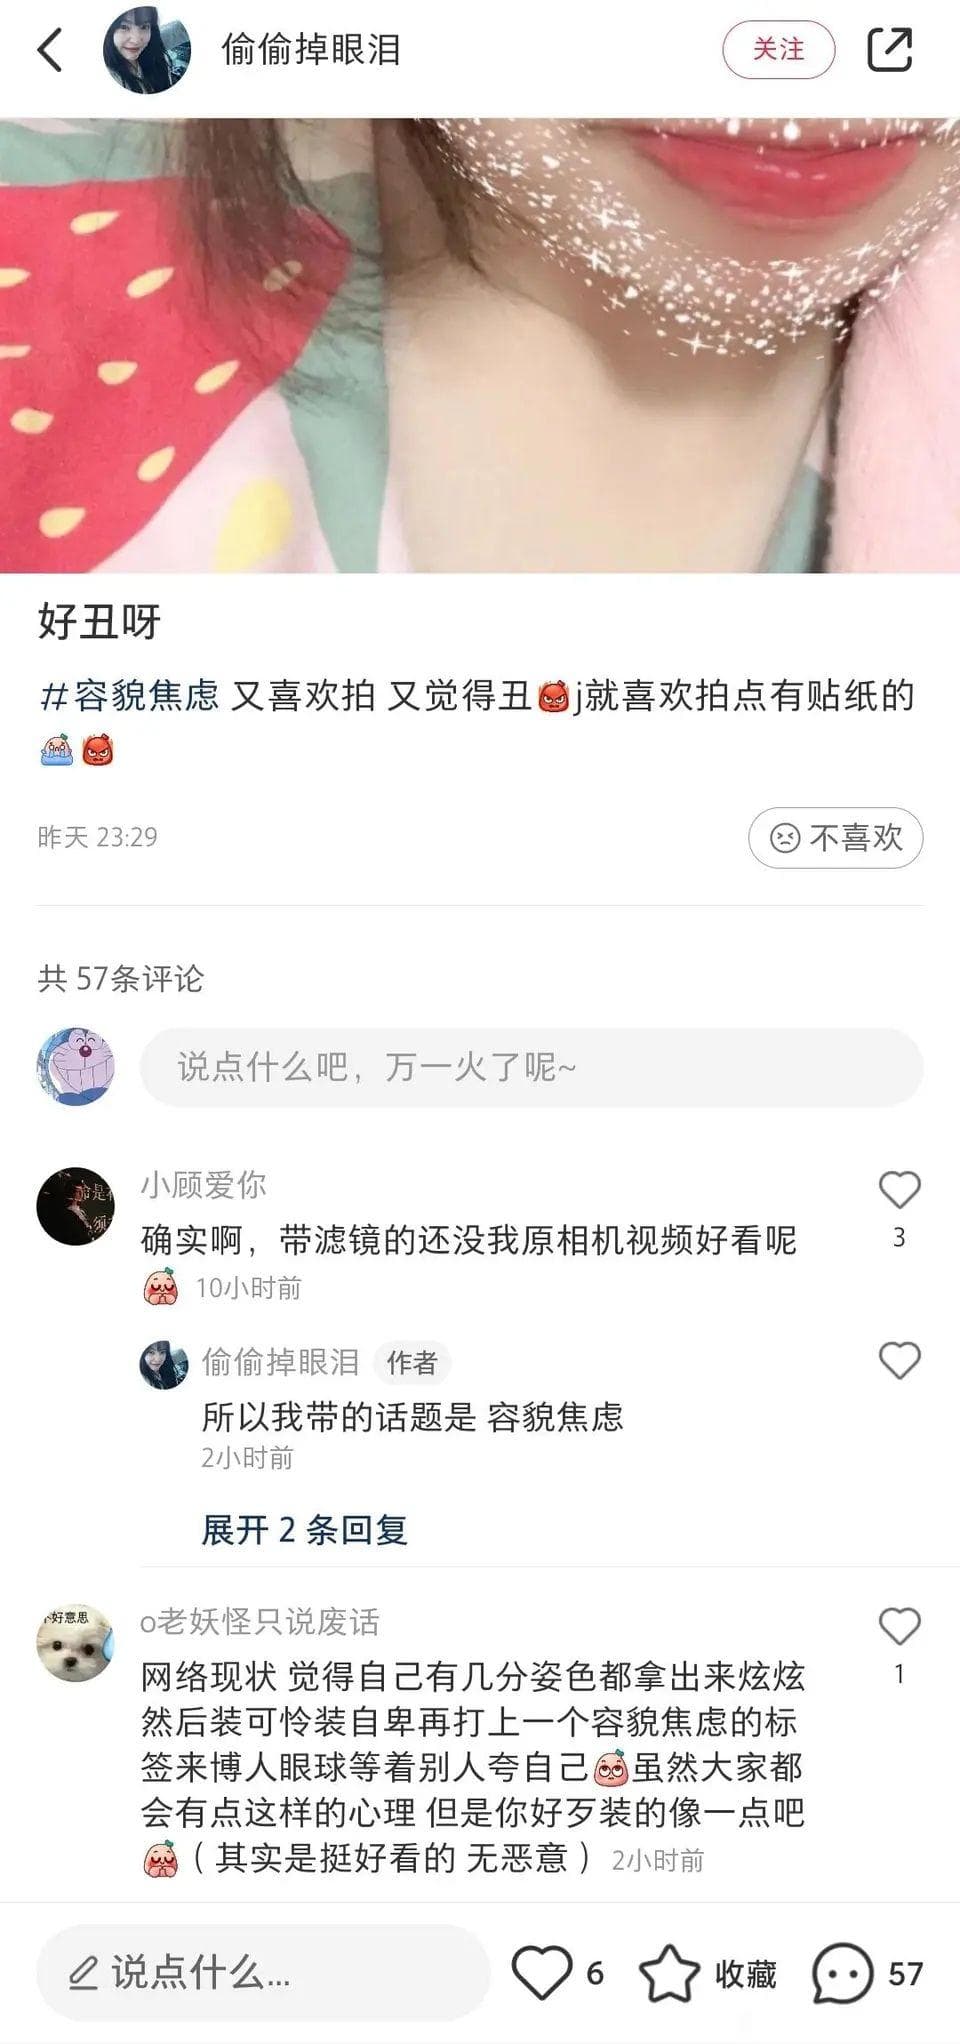 偷偷掉眼泪
关注
好丑呀
#容貌焦虑 又喜欢拍 又觉得丑j就喜欢拍点有贴纸的
昨天 23:29
不喜欢
共 57条评论
说点什么吧，万一火了呢~
小顾爱你
确实啊，带滤镜的还没我原相机视频好看呢
3
10小时前
偷偷掉眼泪 作者
所以我带的话题是 容貌焦虑
2小时前
展开 2 条回复
不好意思
o老妖怪只说废话
网络现状 觉得自己有几分姿色都拿出来炫炫
1
然后装可怜装自卑再打上一个容貌焦虑的标
签来博人眼球等着别人夸自己虽然大家都
会有点这样的心理 但是你好歹装的像一点吧
（其实是挺好看的 无恶意） 2小时前
说点什么...
6
收藏
57